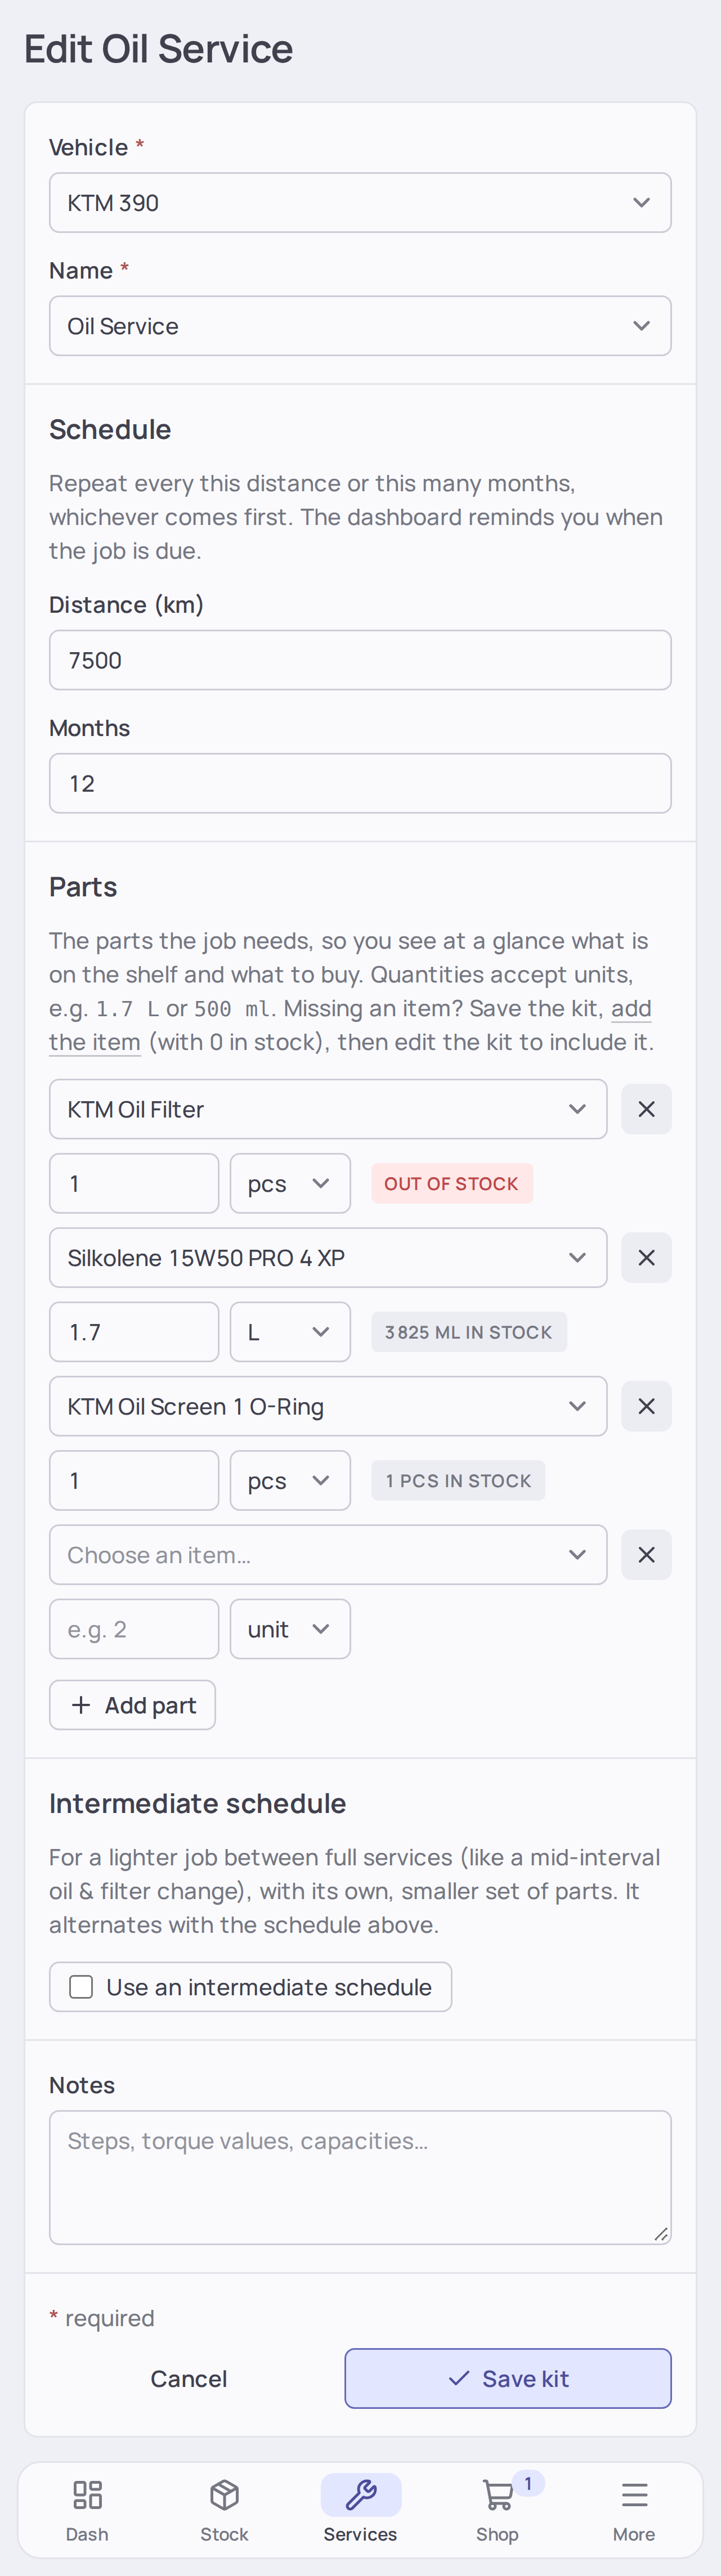 Edit Oil Service
Vehicle *
KTM 390
Name *
Oil Service
Schedule
Repeat every this distance or this many months,
whichever comes first. The dashboard reminds you when
the job is due.
Distance (km)
7500
Months
12
Parts
The parts the job needs, so you see at a glance what is
on the shelf and what to buy. Quantities accept units,
e.g. 1.7 L or 500 ml. Missing an item? Save the kit, add
the item (with 0 in stock), then edit the kit to include it.
KTM Oil Filter
1 pcs OUT OF STOCK
Silkolene 15W50 PRO 4 XP
1.7 L 3825 ML IN STOCK
KTM Oil Screen 1 O-Ring
1 pcs 1 PCS IN STOCK
Choose an item...
e.g. 2 unit
Add part
Intermediate schedule
For a lighter job between full services (like a mid-interval
oil & filter change), with its own, smaller set of parts. It
alternates with the schedule above.
Use an intermediate schedule
Notes
Steps, torque values, capacities...
* required
Cancel Save kit
1
Dash Stock Services Shop More